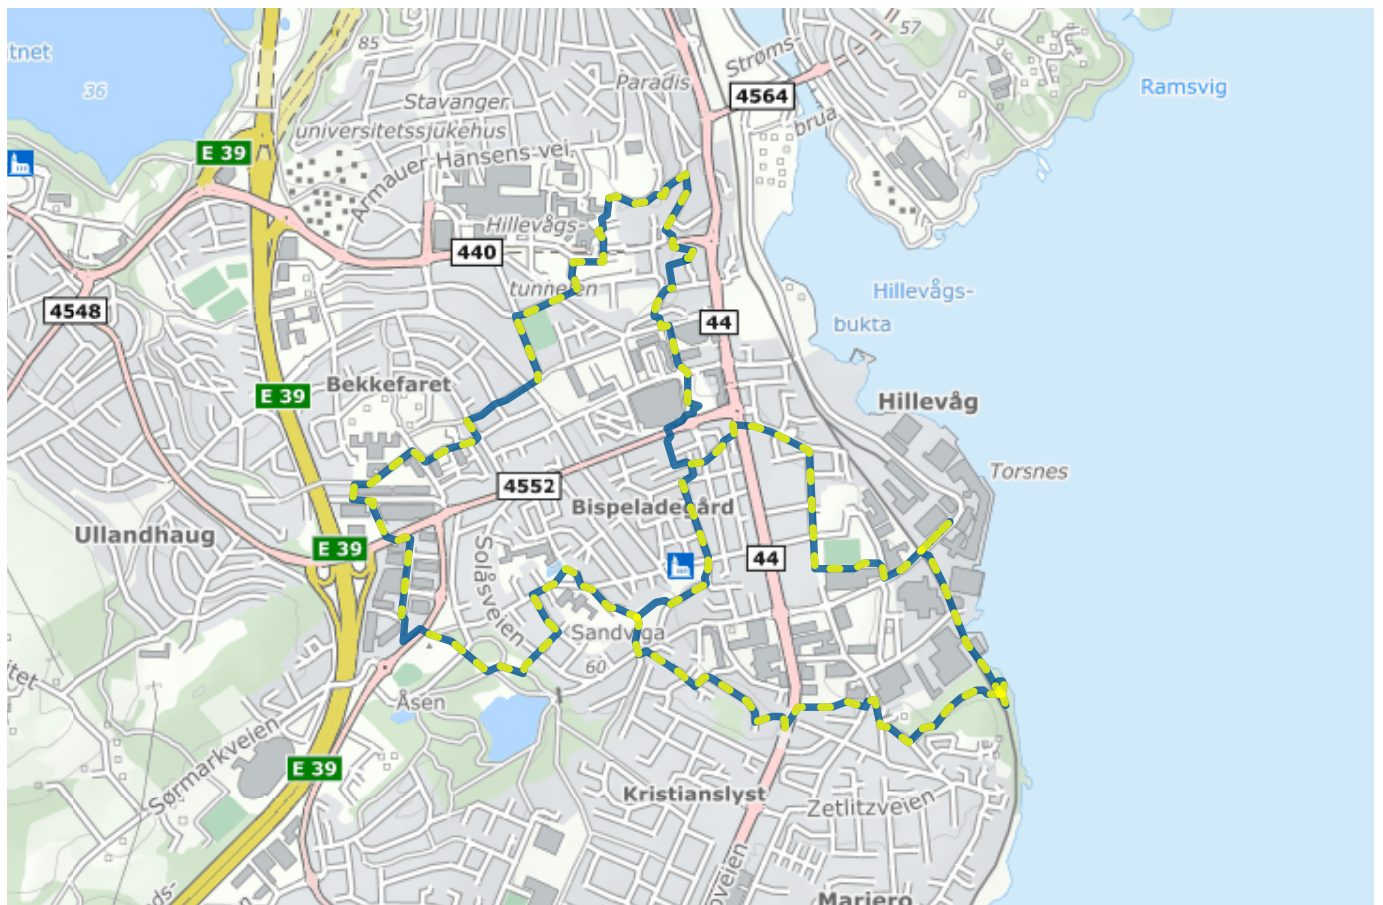 tnet
36
85
57
Strøms-
Paradis
Ramsvig
4564
Stavanger
universitetssjukehus
brua
E 39
Armauer Hansens vei
Hillevågs-
440
tunnelen
Hillevågs-
bukta
4548
44
Bekkefaret
E 39
Hillevåg
Torsnes
4552
Bispeladegård
Ullandhaug
E 39
44
Solåsveien
Sandviga
60
Åsen
Sørmarkveien
E 39
Kristianslyst
Zetlitzveien
Mariero